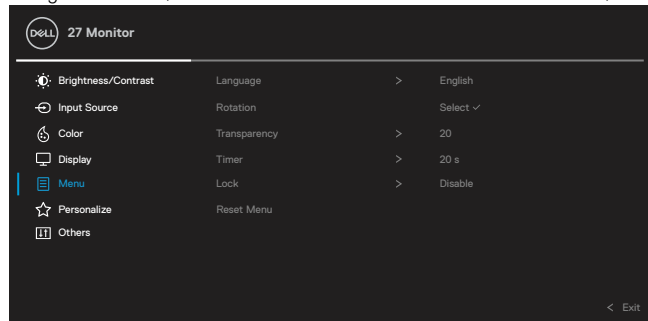 DELL 27 Monitor
Brightness/Contrast Language > English
Input Source Rotation Select ✓
Color Transparency > 20
Display Timer > 20 s
Menu Lock > Disable
Personalize Reset Menu
Others
< Exit